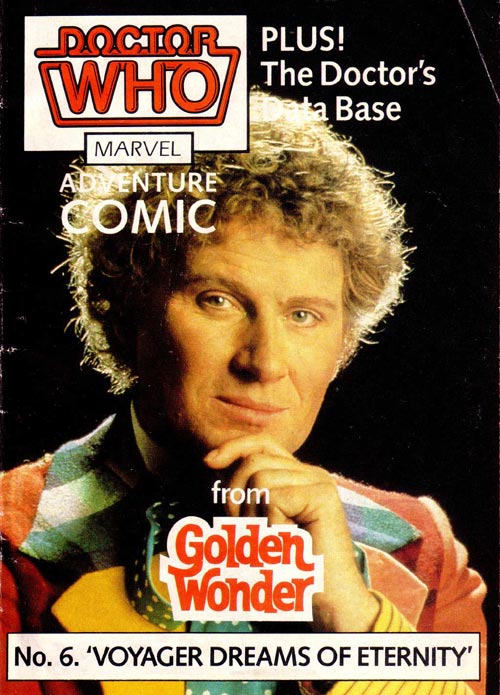 DOCTOR
WHO
MARVEL
ADVENTURE
COMIC
PLUS!
The Doctor's
Data Base
from
Golden
Wonder
No. 6. 'VOYAGER DREAMS OF ETERNITY'